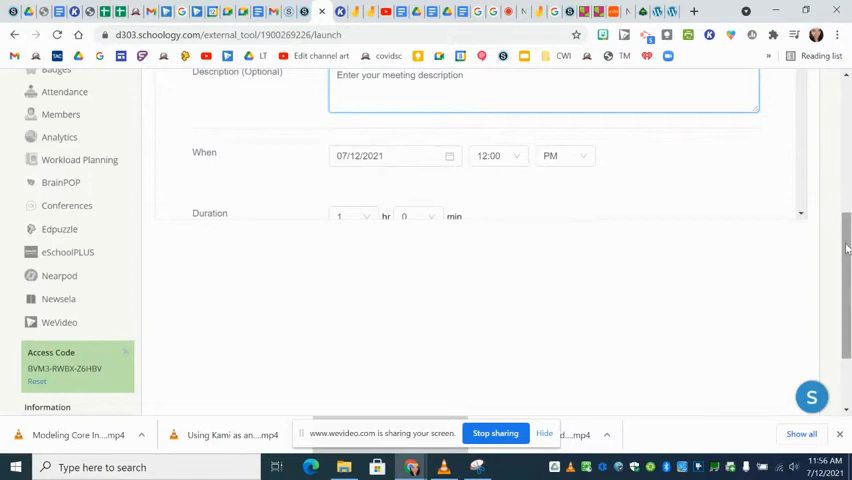 d303.schoology.com/external_tool/1900269226/launch
LT
Edit channel art
covidsc
CWI
TM
Reading list
Badges
Attendance
Members
Analytics
Workload Planning
BrainPOP
Conferences
Edpuzzle
eSchoolPLUS
Nearpod
Newsela
WeVideo
Access Code
BVM3-RWBX-Z6HBV
Reset
Information
Description (Optional)
Enter your meeting description
When
07/12/2021
12:00
PM
Duration
1
hr
0
min
S
Modeling Core In....mp4
Using Kami as an....mp4
www.wevideo.com is sharing your screen.
Stop sharing
Hide
d....mp4
Show all
Type here to search
11:56 AM
7/12/2021